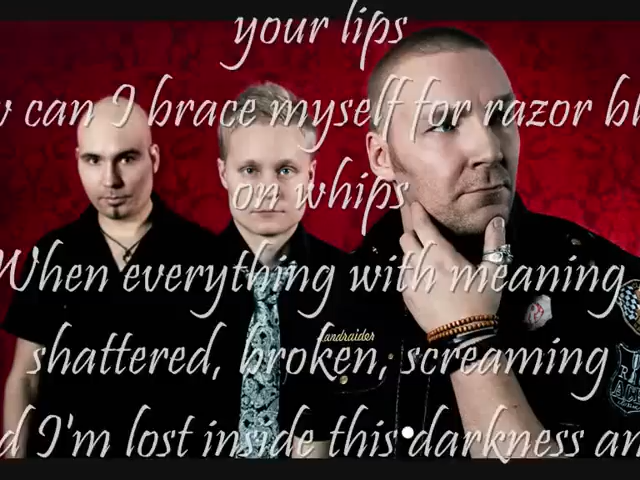 your lips
can I brace myself for razor
on whips
When everything with meaning
shattered, broken, screaming
I'm lost inside this darkness
andraider